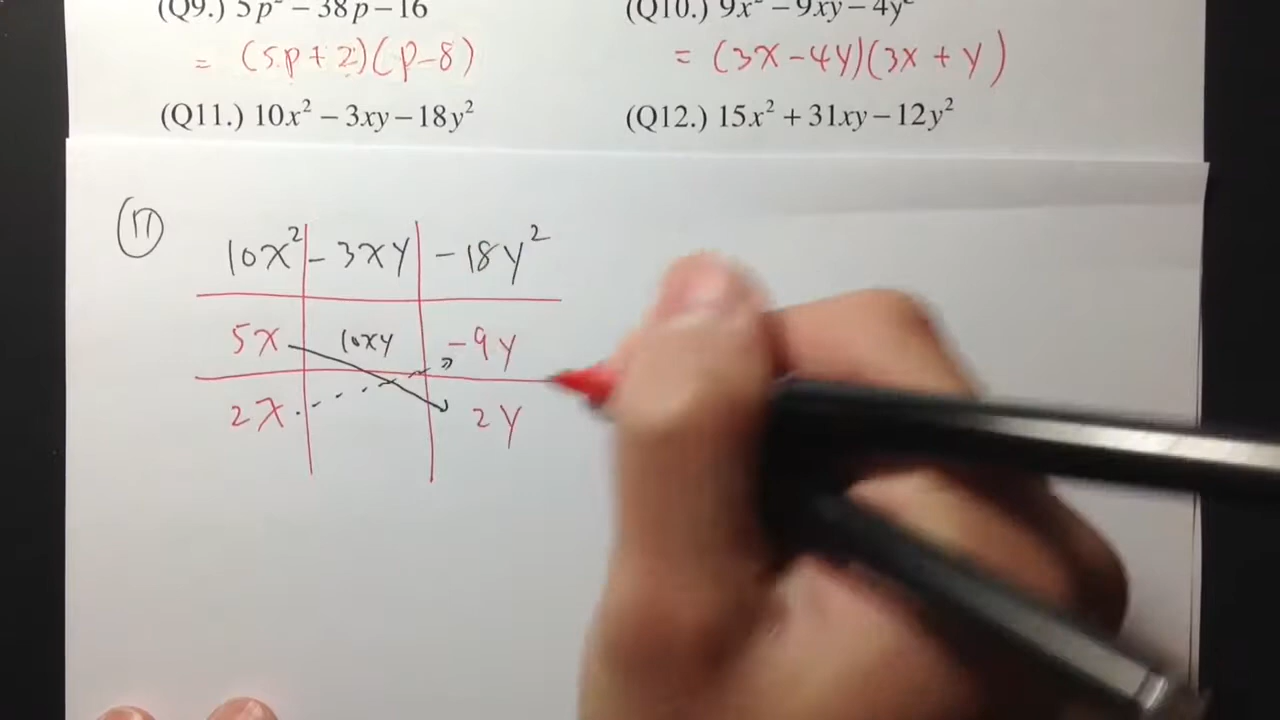 (Q9.) 5p² − 38p − 16
(Q10.) 9x² − 9xy − 4y²
= (5p + 2)(p − 8)
= (3x − 4y)(3x + y)
(Q11.) 10x² − 3xy − 18y²
(Q12.) 15x² + 31xy − 12y²
11
10x² − 3xy − 18y²
5x 10xy −9y
2x 2y